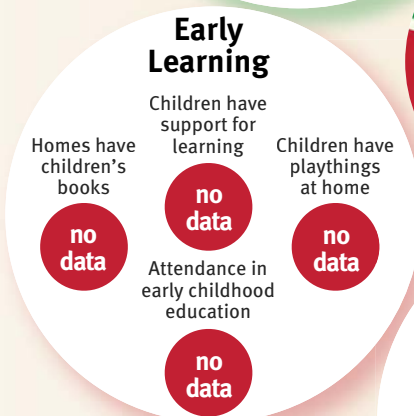 Early
Learning
Children have
support for
learning
no
data
Homes have
children's
books
no
data
Children have
playthings
at home
no
data
Attendance in
early childhood
education
no
data